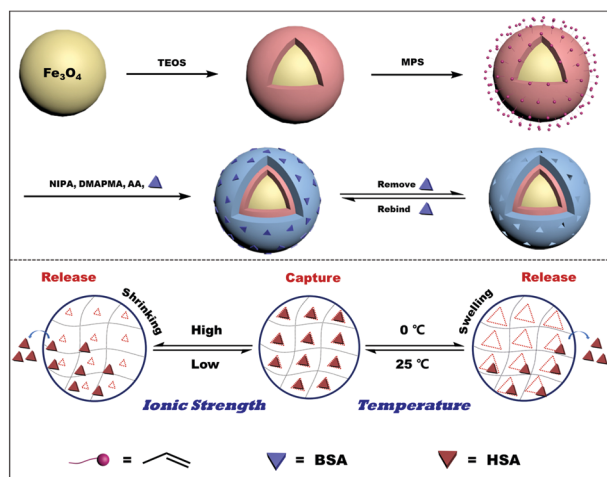 Fe₃O₄
TEOS
MPS
NIPA, DMAPMA, AA,
Remove
Rebind
Release
Capture
Release
Shrinking
High
Low
0 ℃
25 ℃
Swelling
Ionic Strength
Temperature
=
= BSA
= HSA